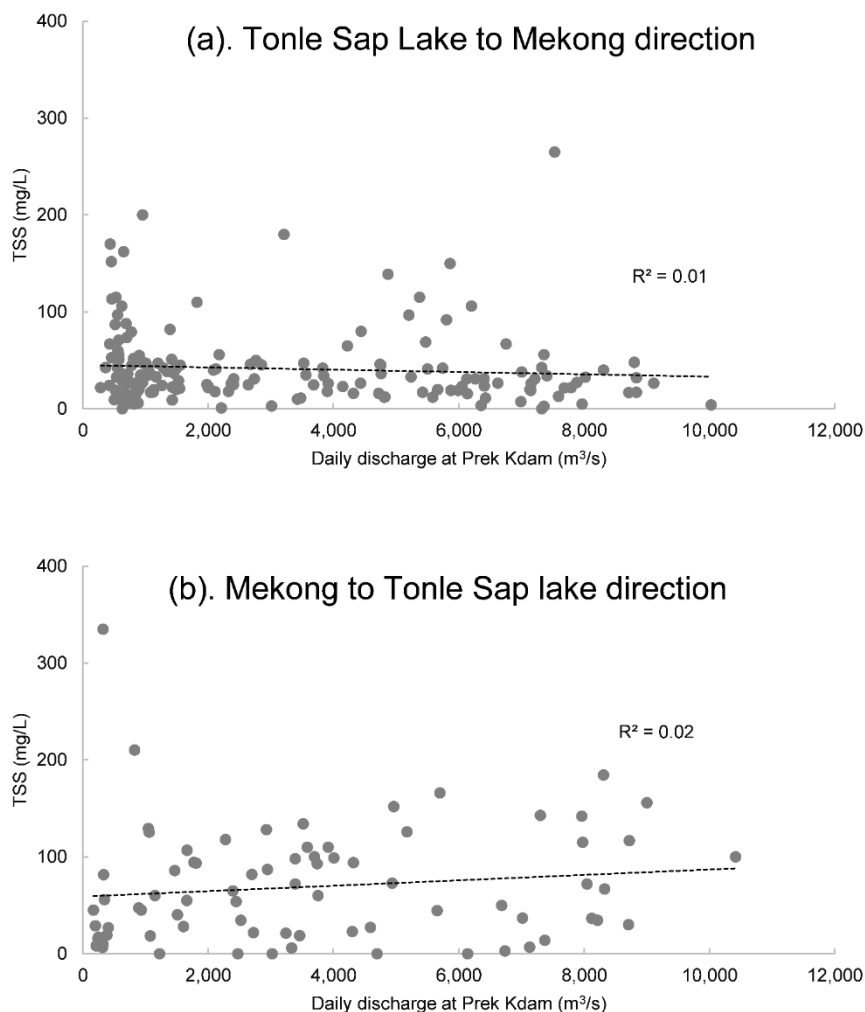 (a). Tonle Sap Lake to Mekong direction
400
300
200
100
0
TSS (mg/L)
R² = 0.01
0 2,000 4,000 6,000 8,000 10,000 12,000
Daily discharge at Prek Kdam (m³/s)
(b). Mekong to Tonle Sap lake direction
400
300
200
100
0
TSS (mg/L)
R² = 0.02
0 2,000 4,000 6,000 8,000 10,000 12,000
Daily discharge at Prek Kdam (m³/s)